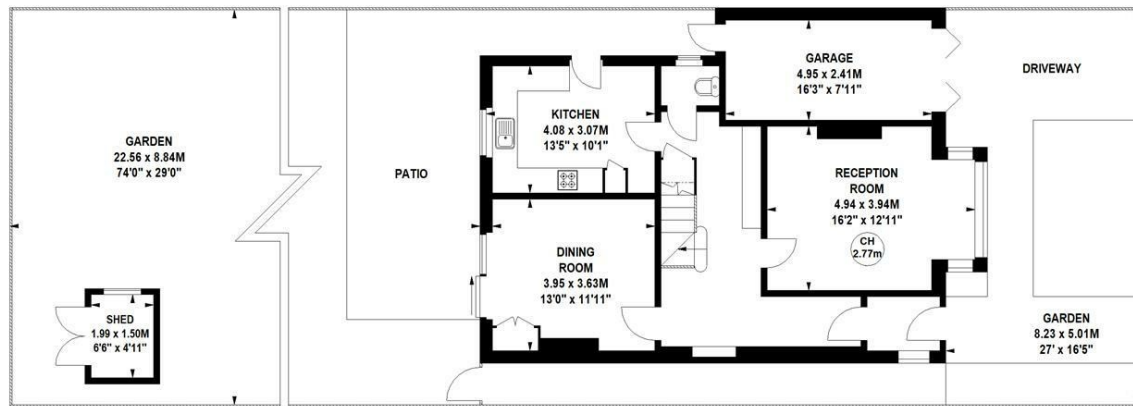 GARDEN
22.56 x 8.84M
74'0" x 29'0"
SHED
1.99 x 1.50M
6'6" x 4'11"
PATIO
KITCHEN
4.08 x 3.07M
13'5" x 10'1"
DINING
ROOM
3.95 x 3.63M
13'0" x 11'11"
GARAGE
4.95 x 2.41M
16'3" x 7'11"
RECEPTION
ROOM
4.94 x 3.94M
16'2" x 12'11"
CH
2.77m
DRIVEWAY
GARDEN
8.23 x 5.01M
27' x 16'5"